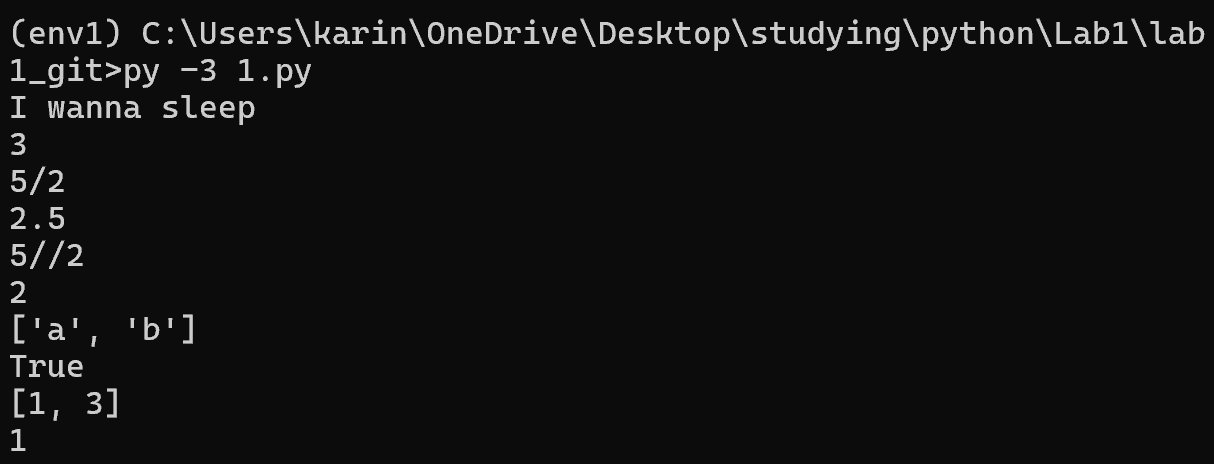 (env1) C:\Users\karin\OneDrive\Desktop\studying\python\Lab1\lab
1_git>py -3 1.py
I wanna sleep
3
5/2
2.5
5//2
2
['a', 'b']
True
[1, 3]
1